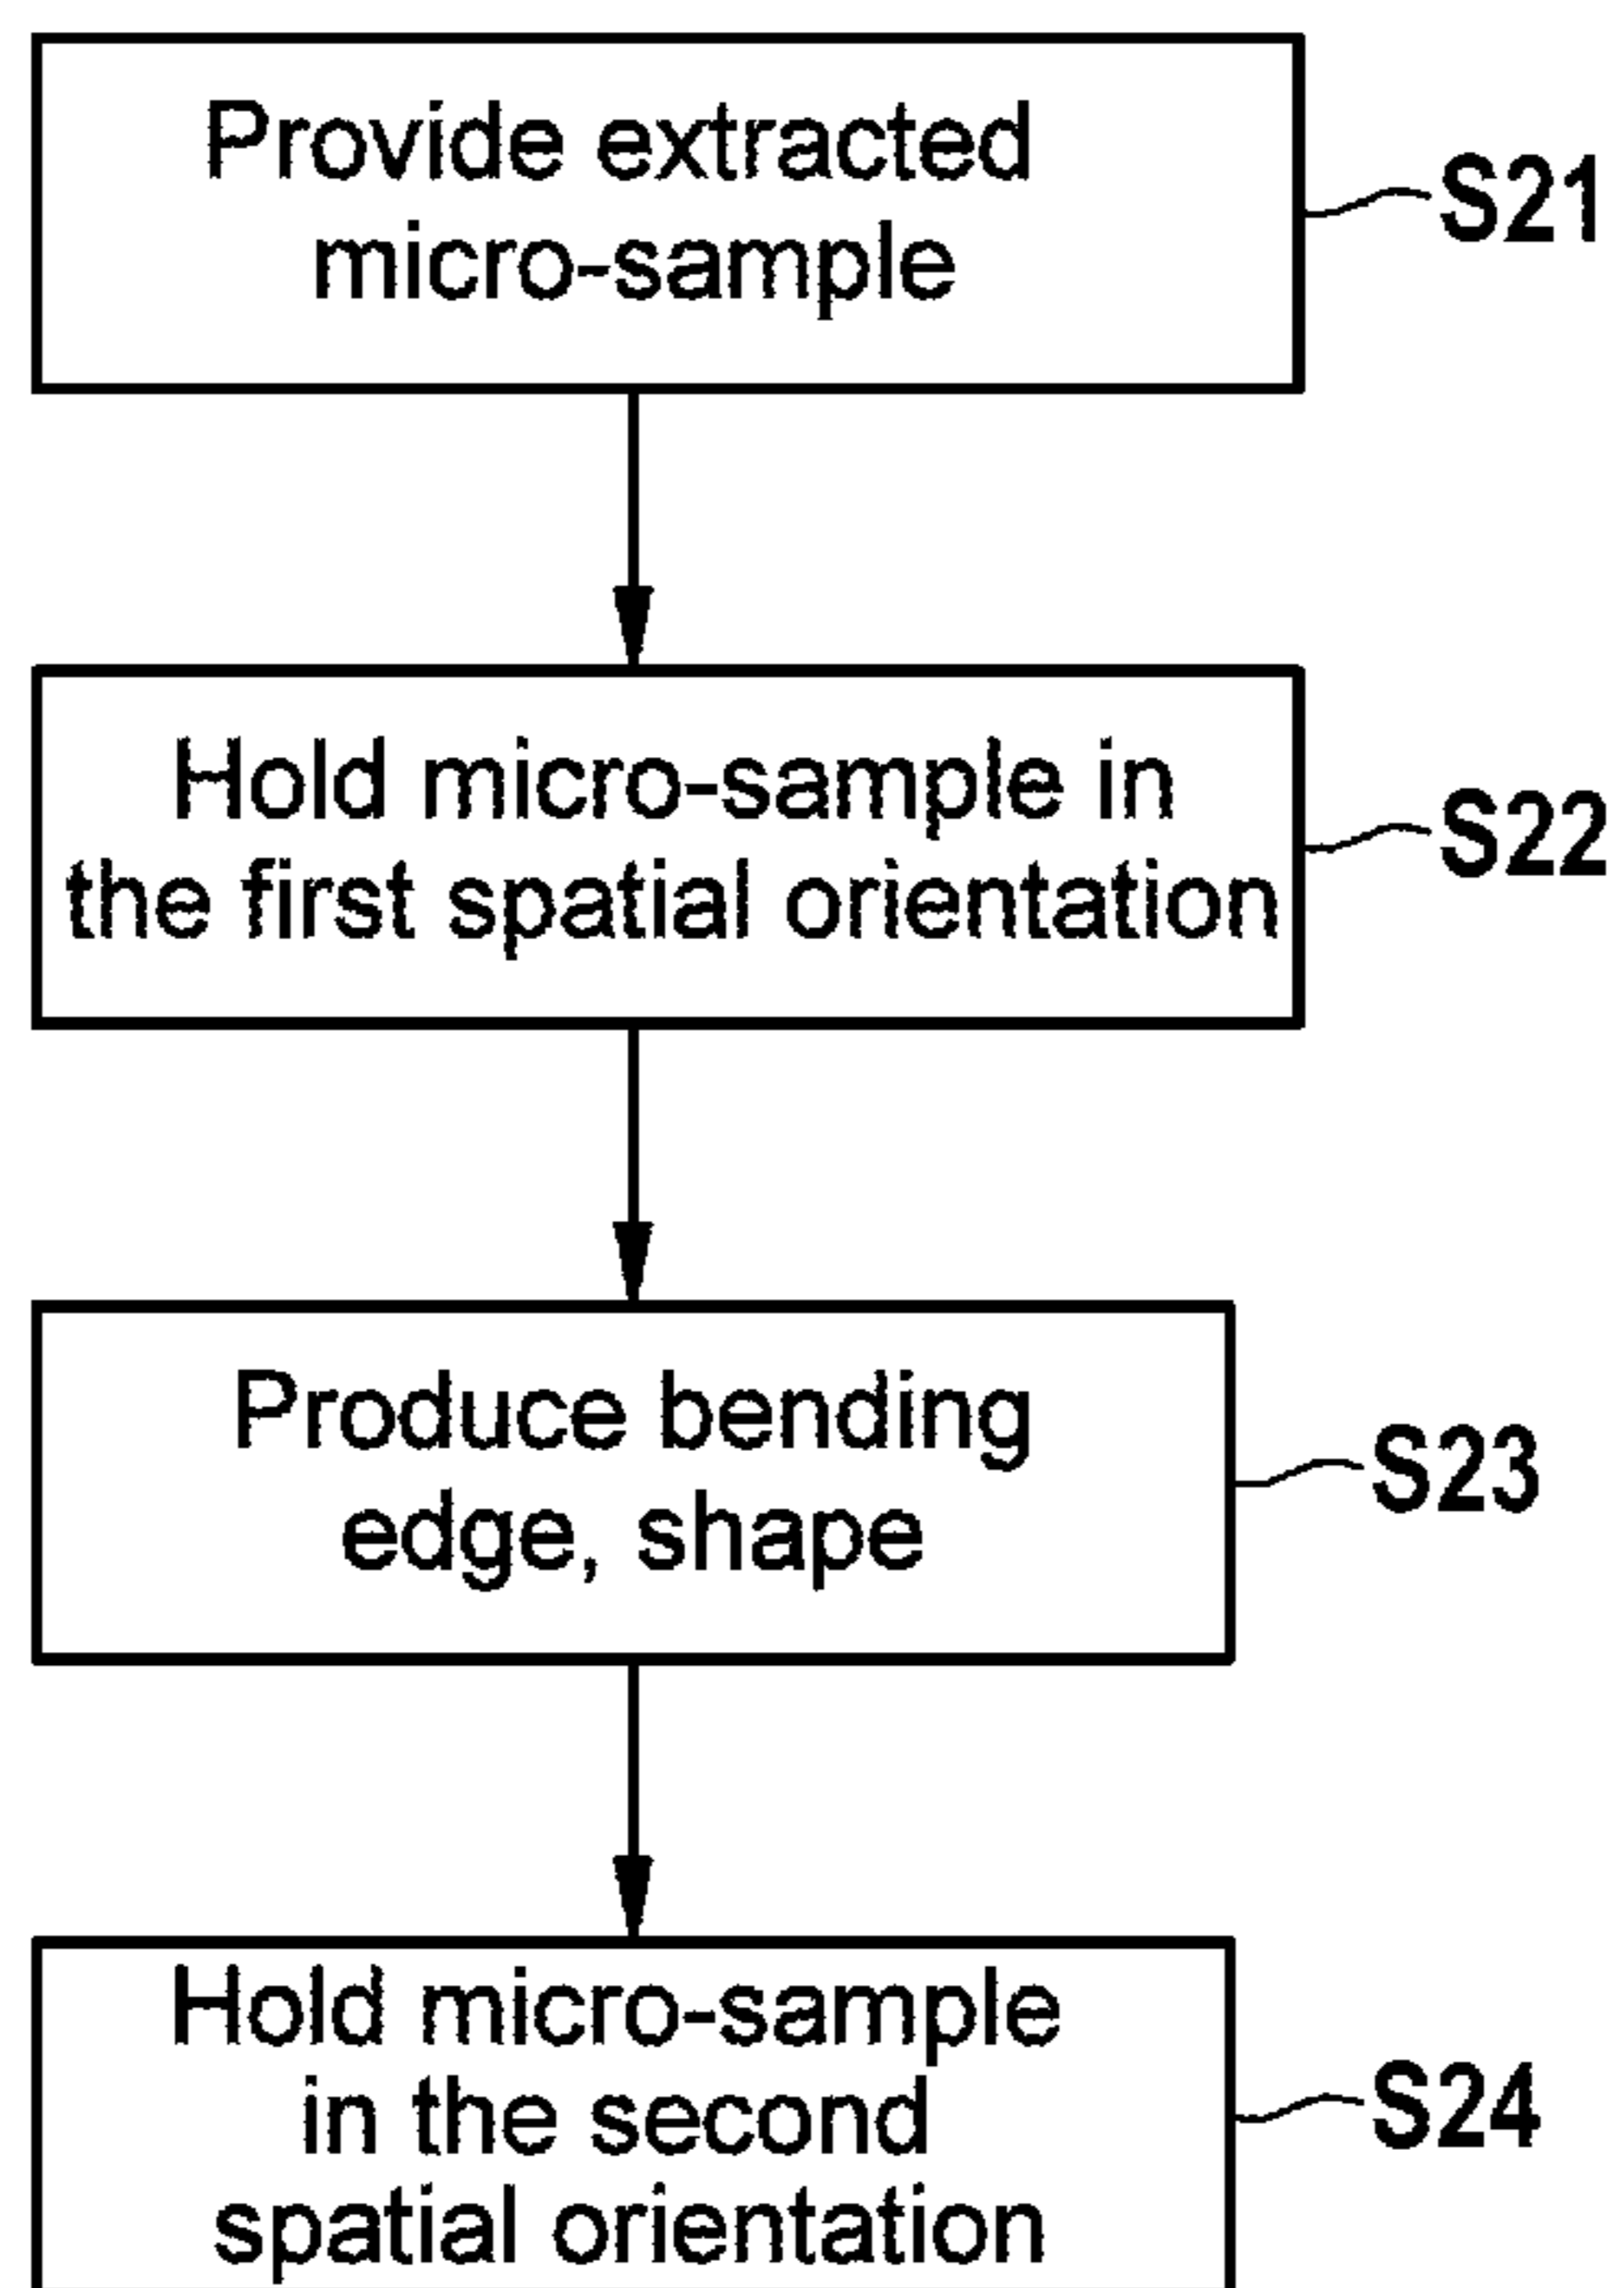 Provide extracted
micro-sample
S21
Hold micro-sample in
the first spatial orientation
S22
Produce bending
edge, shape
S23
Hold micro-sample
in the second
spatial orientation
S24